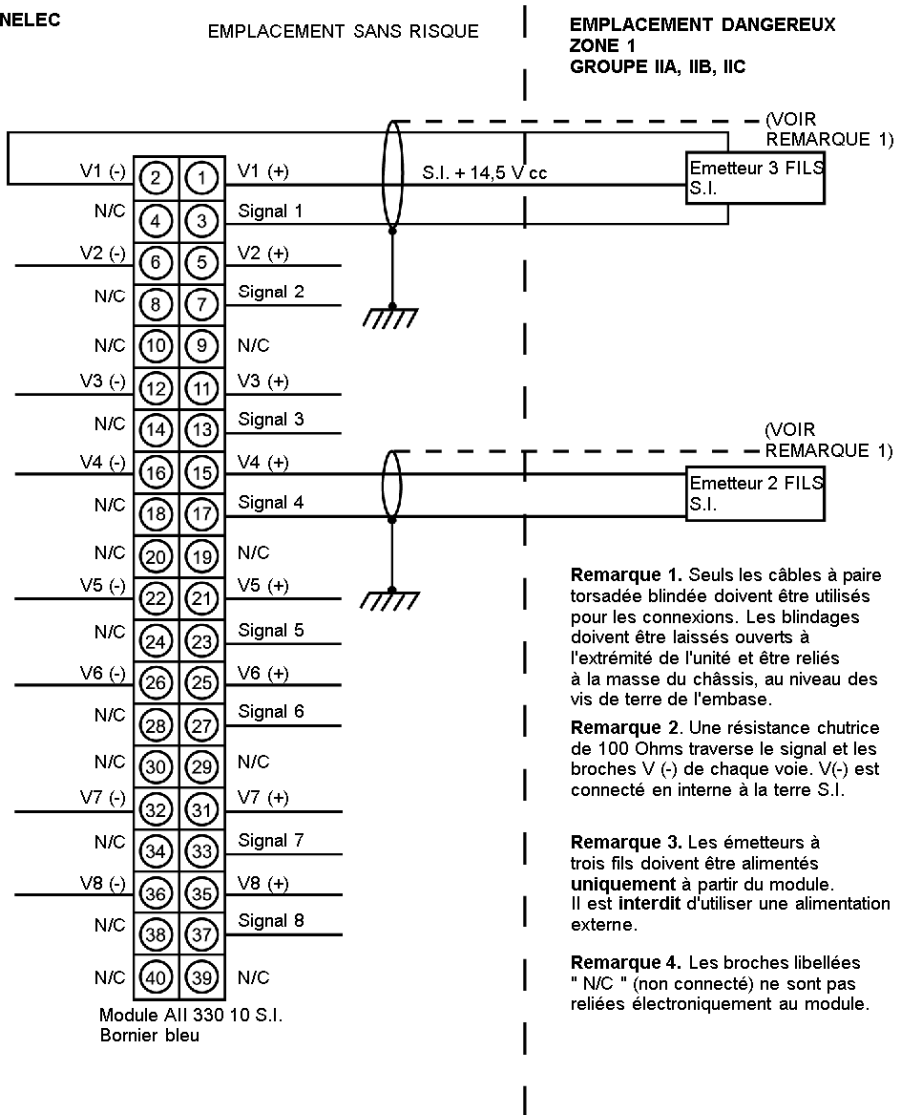 NELEC
EMPLACEMENT SANS RISQUE
EMPLACEMENT DANGEREUX
ZONE 1
GROUPE IIA, IIB, IIC
(VOIR
REMARQUE 1)
V1 (-) 2 1 V1 (+)
S.I. + 14,5 V cc
Emetteur 3 FILS
S.I.
N/C 4 3 Signal 1
V2 (-) 6 5 V2 (+)
N/C 8 7 Signal 2
N/C 10 9 N/C
V3 (-) 12 11 V3 (+)
N/C 14 13 Signal 3
(VOIR
REMARQUE 1)
V4 (-) 16 15 V4 (+)
Emetteur 2 FILS
S.I.
N/C 18 17 Signal 4
N/C 20 19 N/C
V5 (-) 22 21 V5 (+)
N/C 24 23 Signal 5
V6 (-) 26 25 V6 (+)
N/C 28 27 Signal 6
N/C 30 29 N/C
V7 (-) 32 31 V7 (+)
N/C 34 33 Signal 7
V8 (-) 36 35 V8 (+)
N/C 38 37 Signal 8
N/C 40 39 N/C
Module AII 330 10 S.I.
Bornier bleu
Remarque 1. Seuls les câbles à paire
torsadée blindée doivent être utilisés
pour les connexions. Les blindages
doivent être laissés ouverts à
l'extrémité de l'unité et être reliés
à la masse du châssis, au niveau des
vis de terre de l'embase.
Remarque 2. Une résistance chutrice
de 100 Ohms traverse le signal et les
broches V (-) de chaque voie. V(-) est
connecté en interne à la terre S.I.
Remarque 3. Les émetteurs à
trois fils doivent être alimentés
uniquement à partir du module.
Il est interdit d'utiliser une alimentation
externe.
Remarque 4. Les broches libellées
" N/C " (non connecté) ne sont pas
reliées électroniquement au module.